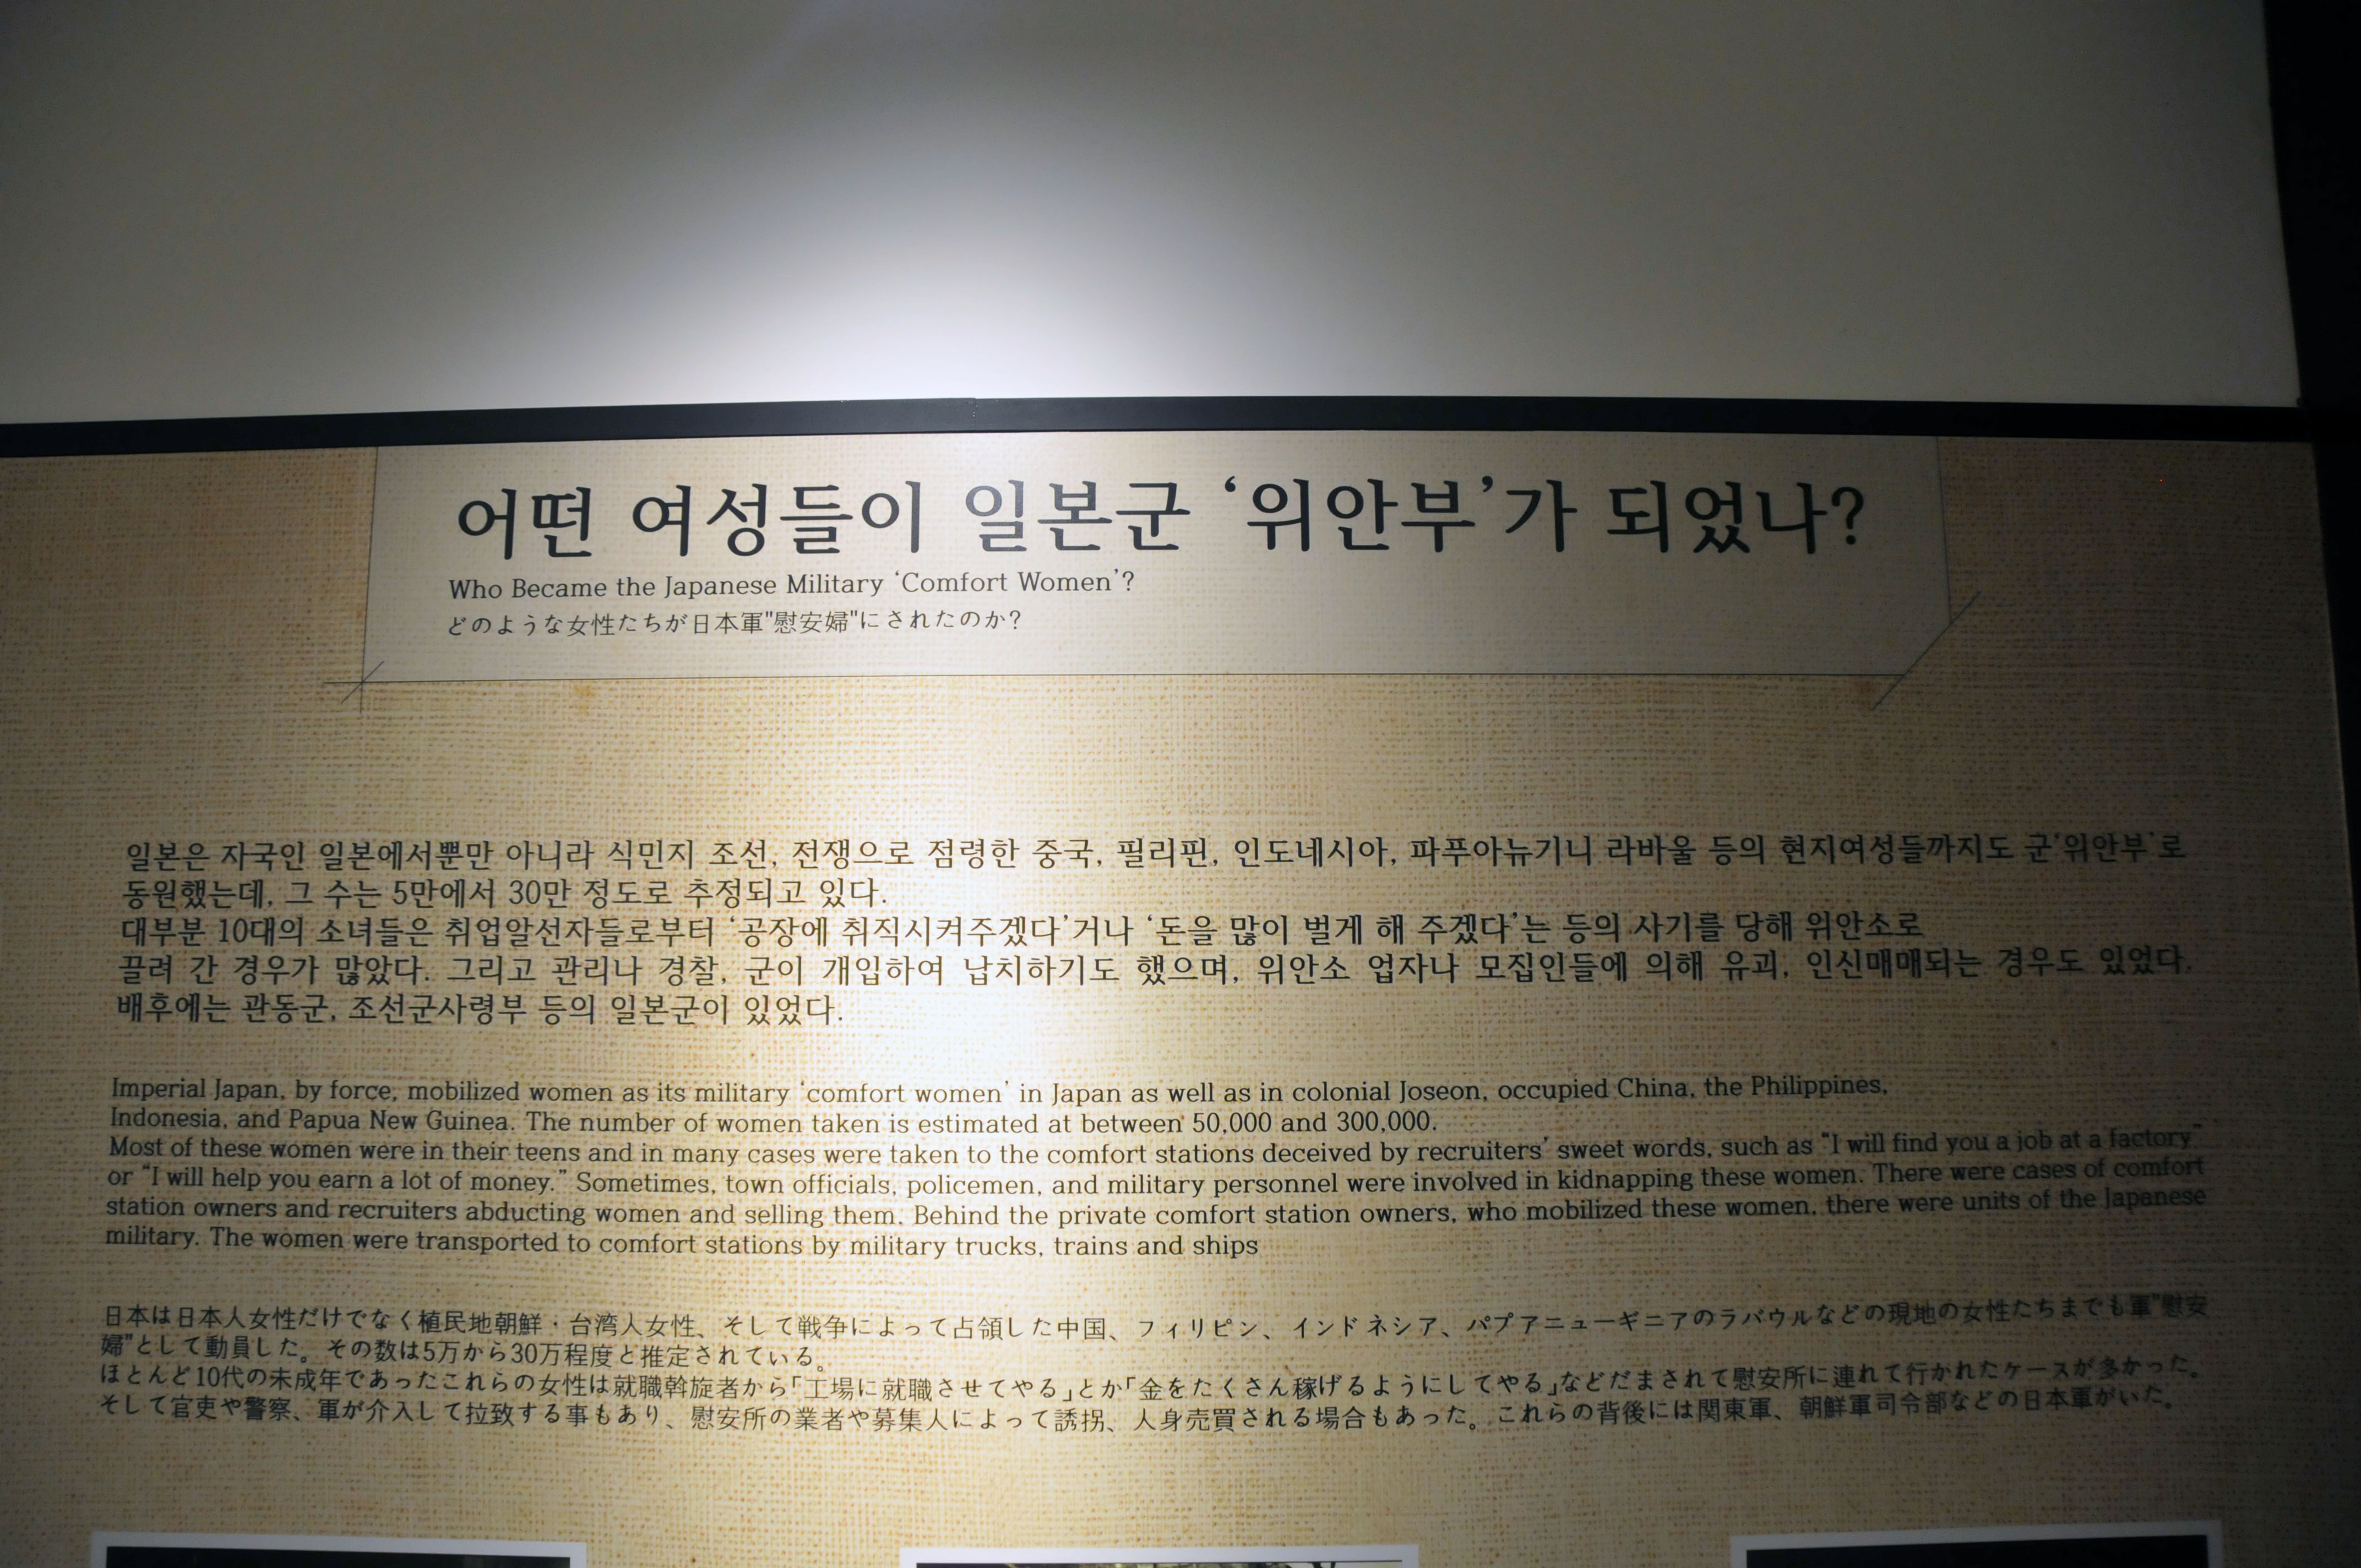 어떤 여성들이 일본군 ‘위안부’가 되었나?
Who Became the Japanese Military ‘Comfort Women’?
どのような女性たちが日本軍"慰安婦"にされたのか?
일본은 자국인 일본에서뿐만 아니라 식민지 조선, 전쟁으로 점령한 중국, 필리핀, 인도네시아, 파푸아뉴기니 라바울 등의 현지여성들까지도 군‘위안부’로
동원했는데, 그 수는 5만에서 30만 정도로 추정되고 있다.
대부분 10대의 소녀들은 취업알선자들로부터 ‘공장에 취직시켜주겠다’거나 ‘돈을 많이 벌게 해 주겠다’는 등의 사기를 당해 위안소로
끌려 간 경우가 많았다. 그리고 관리나 경찰, 군이 개입하여 납치하기도 했으며, 위안소 업자나 모집인들에 의해 유괴, 인신매매되는 경우도 있었다.
배후에는 관동군, 조선군사령부 등의 일본군이 있었다.
Imperial Japan, by force, mobilized women as its military ‘comfort women’ in Japan as well as in colonial Joseon, occupied China, the Philippines,
Indonesia, and Papua New Guinea. The number of women taken is estimated at between 50,000 and 300,000.
Most of these women were in their teens and in many cases were taken to the comfort stations deceived by recruiters’ sweet words, such as “I will find you a job at a factory”
or “I will help you earn a lot of money.” Sometimes, town officials, policemen, and military personnel were involved in kidnapping these women. There were cases of comfort
station owners and recruiters abducting women and selling them. Behind the private comfort station owners, who mobilized these women, there were units of the Japanese
military. The women were transported to comfort stations by military trucks, trains and ships
日本は日本人女性だけでなく植民地朝鮮・台湾人女性、そして戦争によって占領した中国、フィリピン、インドネシア、パプアニューギニアのラバウルなどの現地の女性たちまでも軍"慰安
婦"として動員した。その数は5万から30万程度と推定されている。
ほとんど10代の未成年であったこれらの女性は就職斡旋者から「工場に就職させてやる」とか「金をたくさん稼げるようにしてやる」などだまされて慰安所に連れて行かれたケースが多かった。
そして官吏や警察、軍が介入して拉致する事もあり、慰安所の業者や募集人によって誘拐、人身売買される場合もあった。これらの背後には関東軍、朝鮮軍司令部などの日本軍がいた。